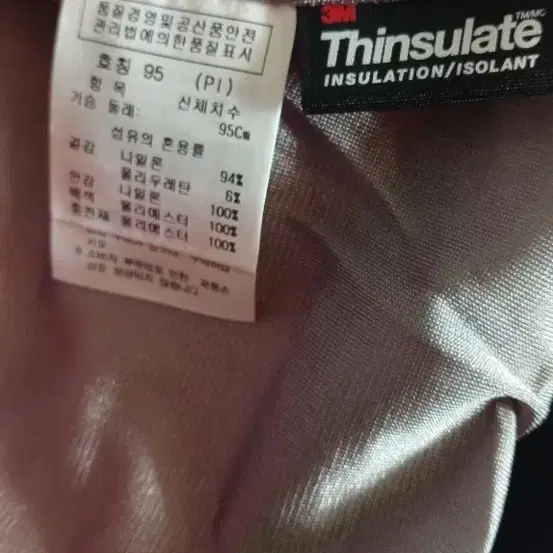 품질경영및공산품안전
관리법에의한품질표시
호칭 95 (PI)
항 목 신체치수
가슴 둘레: 95Cm
섬유의 혼용률
겉감 나일론 94%
폴리우레탄 6%
안감 나일론 100%
배색 폴리에스터 100%
충전재 폴리에스터 100%
3M
Thinsulate TM/MC
INSULATION/ISOLANT